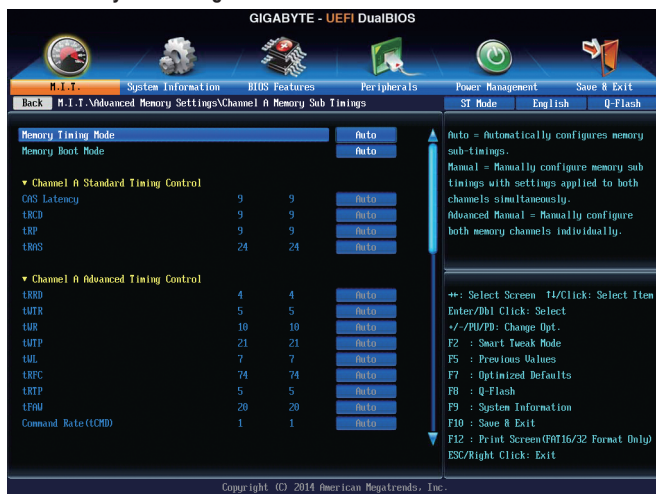 GIGABYTE - UEFI DualBIOS
M.I.T. System Information BIOS Features Peripherals Power Management Save & Exit
Back M.I.T.\Advanced Memory Settings\Channel A Memory Sub Timings ST Mode English Q-Flash
Memory Timing Mode Auto
Memory Boot Mode Auto
▼ Channel A Standard Timing Control
CAS Latency 9 9 Auto
tRCD 9 9 Auto
tRP 9 9 Auto
tRAS 24 24 Auto
▼ Channel A Advanced Timing Control
tRRD 4 4 Auto
tWTR 5 5 Auto
tWR 10 10 Auto
tWTP 21 21 Auto
tWL 7 7 Auto
tRFC 74 74 Auto
tRTP 5 5 Auto
tFAW 20 20 Auto
Command Rate(tCMD) 1 1 Auto
Auto = Automatically configures memory
sub-timings.
Manual = Manually configure memory sub
timings with settings applied to both
channels simultaneously.
Advanced Manual = Manually configure
both memory channels individually.
↔: Select Screen ↑↓/Click: Select Item
Enter/Dbl Click: Select
+/-/PU/PD: Change Opt.
F2 : Smart Tweak Mode
F5 : Previous Values
F7 : Optimized Defaults
F8 : Q-Flash
F9 : System Information
F10 : Save & Exit
F12 : Print Screen(FAT16/32 Format Only)
ESC/Right Click: Exit
Copyright (C) 2014 American Megatrends, Inc.